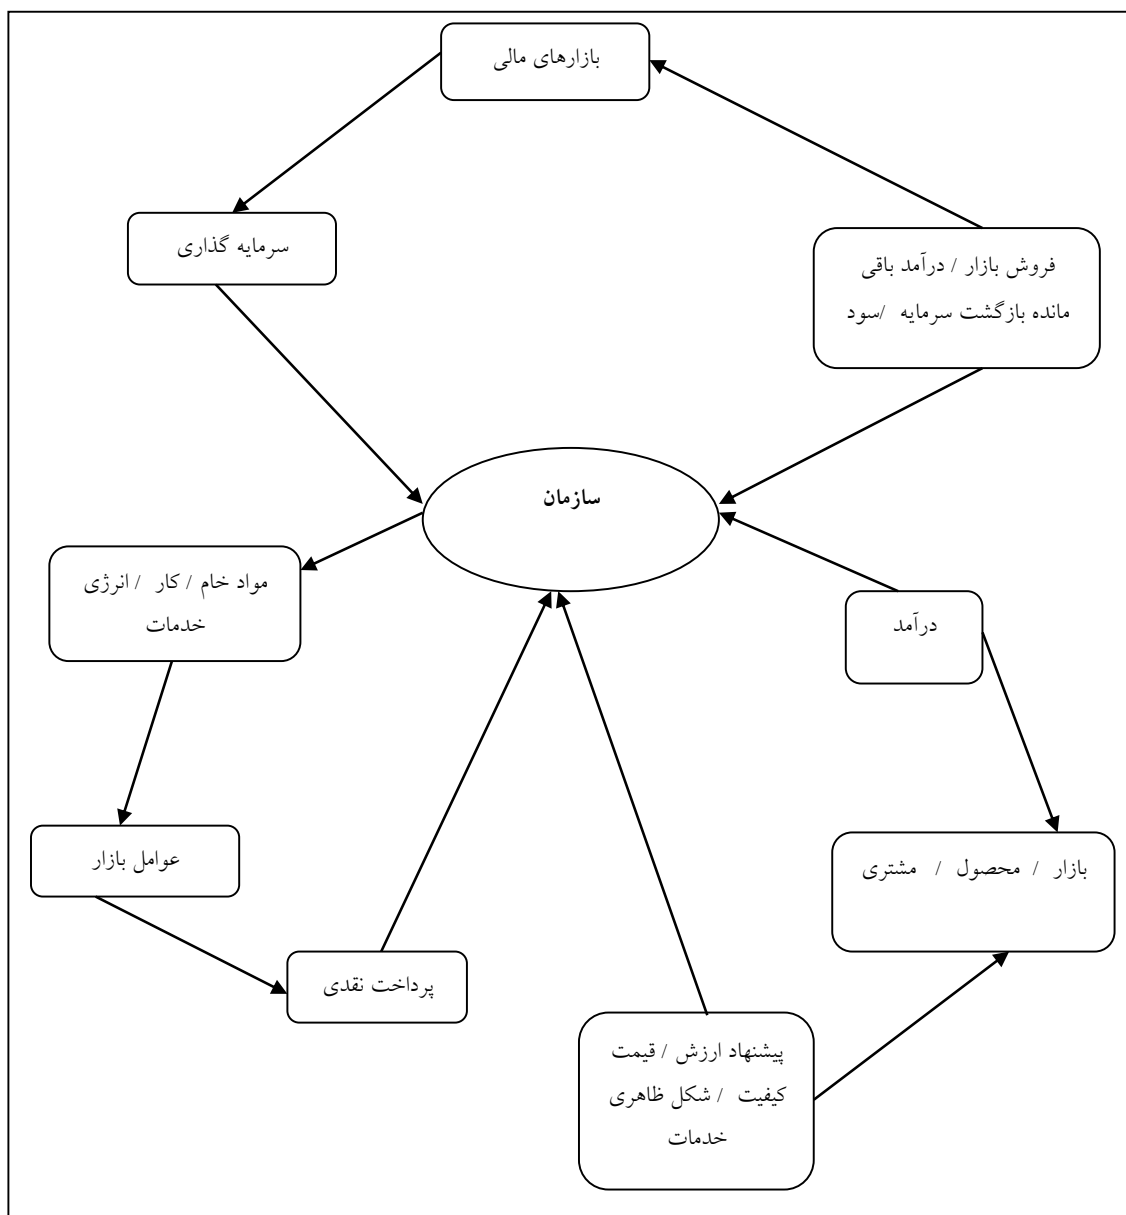 بازارهای مالی
سرمایه گذاری
فروش بازار / درآمد باقی
مانده بازگشت سرمایه /سود
سازمان
مواد خام / کار / انرژی
خدمات
درآمد
عوامل بازار
بازار / محصول / مشتری
پرداخت نقدی
پیشنهاد ارزش / قیمت
کیفیت / شکل ظاهری
خدمات